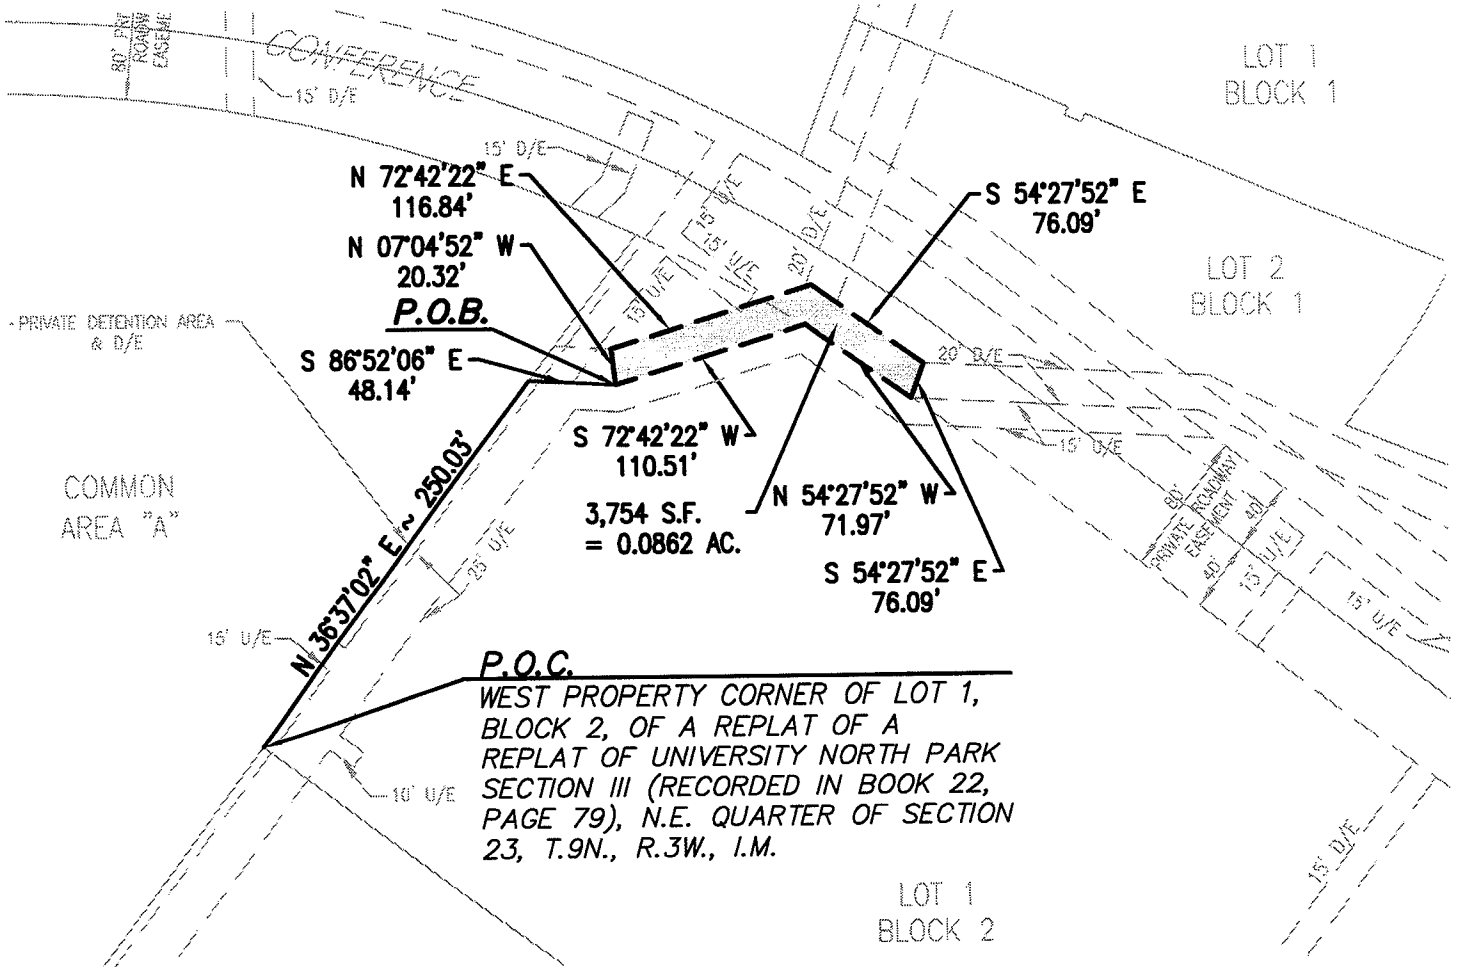 80' PRIV
ROADW
EASEME
CONFERENCE
15' D/E
15' D/E
LOT 1
BLOCK 1
N 72°42'22" E
116.84'
N 07°04'52" W
20.32'
P.O.B.
S 86°52'06" E
48.14'
15' U/E
15' U/E
15' U/E
20' D/E
S 54°27'52" E
76.09'
LOT 2
BLOCK 1
PRIVATE DETENTION AREA
& D/E
20' D/E
15' U/E
S 72°42'22" W
110.51'
3,754 S.F.
= 0.0862 AC.
N 54°27'52" W
71.97'
S 54°27'52" E
76.09'
COMMON
AREA "A"
N 36°37'02" E ~ 250.03'
25' U/E
15' U/E
80'
PRIVATE ROADWAY
EASEMENT
40'
40'
15' U/E
15' U/E
P.O.C.
WEST PROPERTY CORNER OF LOT 1,
BLOCK 2, OF A REPLAT OF A
REPLAT OF UNIVERSITY NORTH PARK
SECTION III (RECORDED IN BOOK 22,
PAGE 79), N.E. QUARTER OF SECTION
23, T.9N., R.3W., I.M.
10' U/E
LOT 1
BLOCK 2
15' D/E